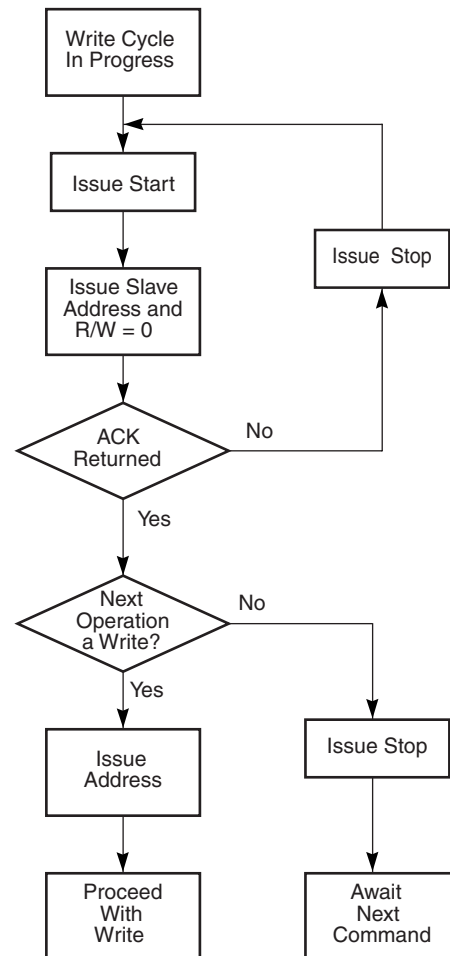 Write Cycle
In Progress
Issue Start
Issue Stop
Issue Slave
Address and
R/W = 0
ACK
Returned
No
Yes
Next
Operation
a Write?
No
Yes
Issue
Address
Issue Stop
Proceed
With
Write
Await
Next
Command